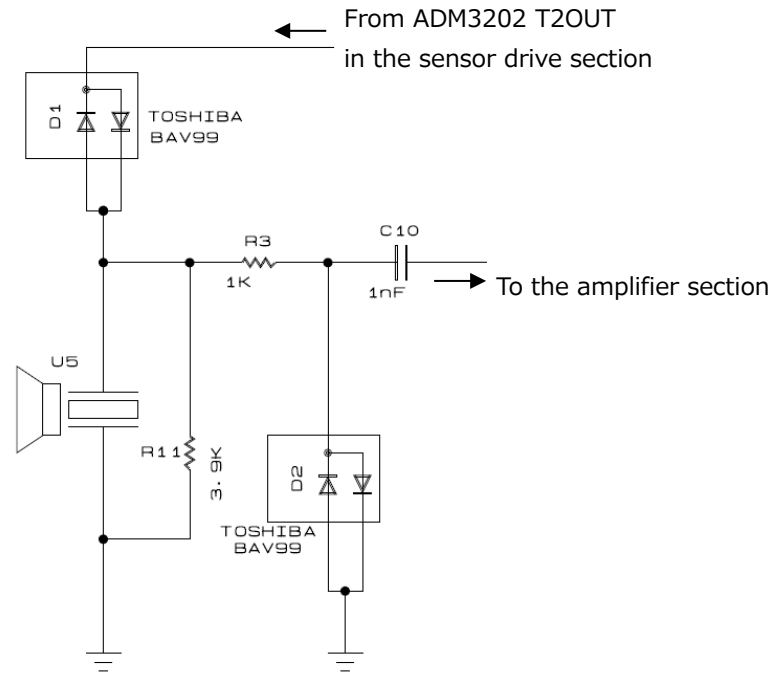 From ADM3202 T2OUT
in the sensor drive section
D1
TOSHIBA
BAV99
R3
1K
C10
1nF
To the amplifier section
U5
R11
3.9K
D2
TOSHIBA
BAV99